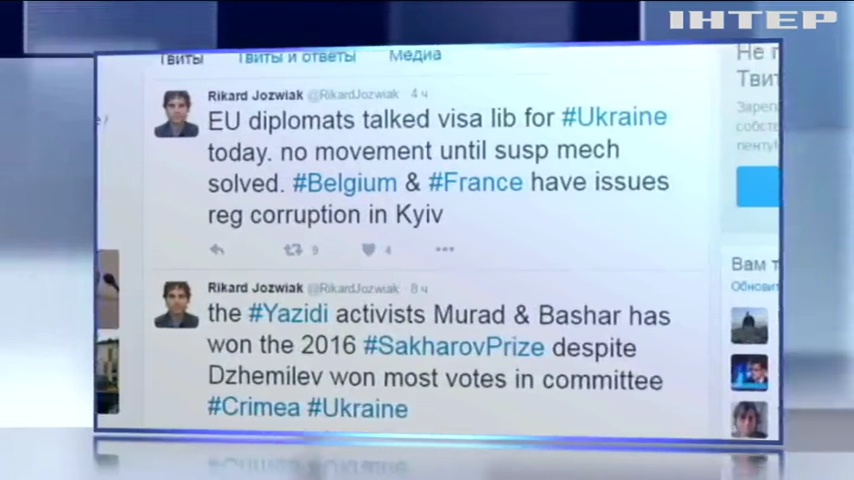 ІНТЕР
Твиты Твиты и ответы Медиа
Не
Твит
Rikard Jozwiak @RikardJozwiak 4 ч
EU diplomats talked visa lib for #Ukraine
today. no movement until susp mech
solved. #Belgium & #France have issues
reg corruption in Kyiv
9 4
Rikard Jozwiak @RikardJozwiak 8 ч
the #Yazidi activists Murad & Bashar has
won the 2016 #SakharovPrize despite
Dzhemilev won most votes in committee
#Crimea #Ukraine
Вам